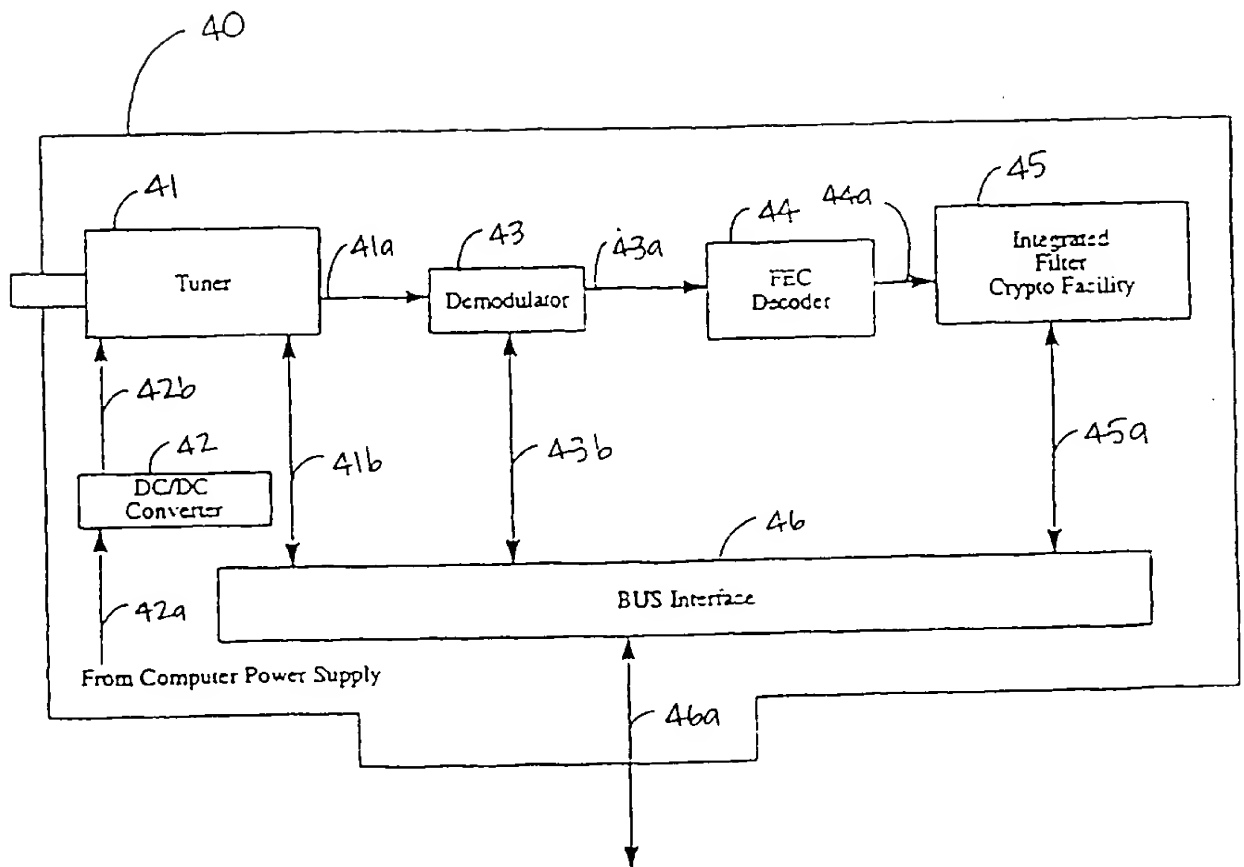 40
41
Tuner
41a
43
Demodulator
43a
44
FEC
Decoder
44a
45
Integrated
Filter
Crypto Facility
42b
42
DC/DC
Converter
41b
43b
45a
46
BUS Interface
42a
From Computer Power Supply
46a